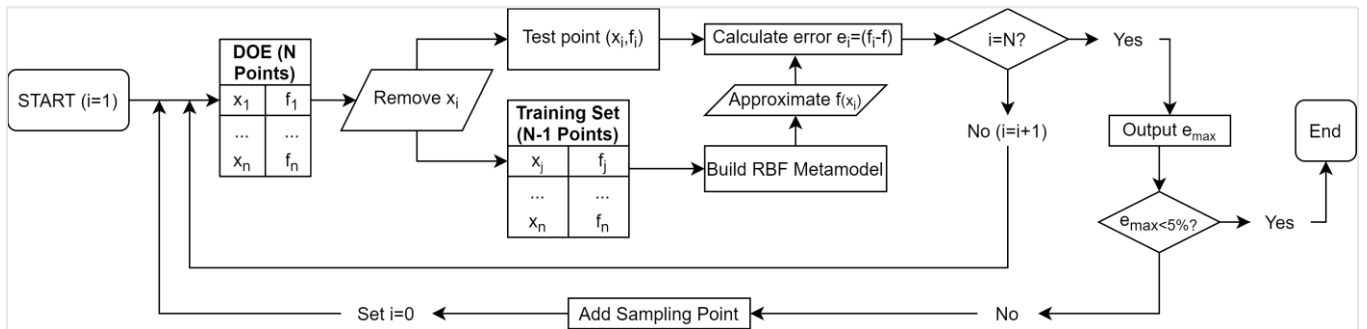 START (i=1)
DOE (N
Points)
x1 f1
... ...
xn fn
Remove xi
Test point (xi,fi)
Training Set
(N-1 Points)
xj fj
... ...
xn fn
Calculate error ei=(fi-f)
Approximate f(xi)
Build RBF Metamodel
i=N?
Yes
No (i=i+1)
Output emax
emax<5%?
Yes
End
No
Add Sampling Point
Set i=0